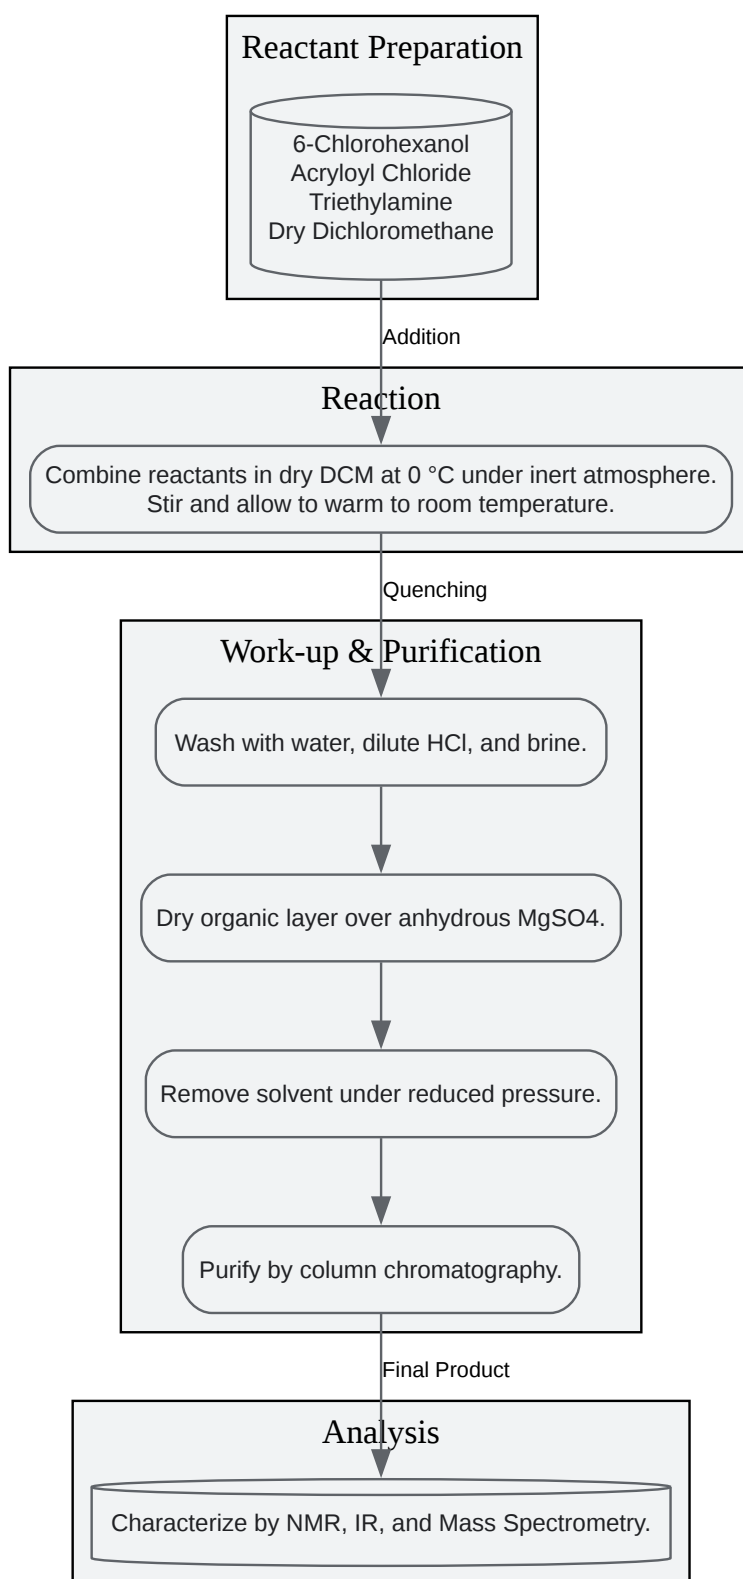 Reactant Preparation
6-Chlorohexanol
Acryloyl Chloride
Triethylamine
Dry Dichloromethane
Addition
Reaction
Combine reactants in dry DCM at 0 °C under inert atmosphere.
Stir and allow to warm to room temperature.
Quenching
Work-up & Purification
Wash with water, dilute HCl, and brine.
Dry organic layer over anhydrous MgSO4.
Remove solvent under reduced pressure.
Purify by column chromatography.
Final Product
Analysis
Characterize by NMR, IR, and Mass Spectrometry.